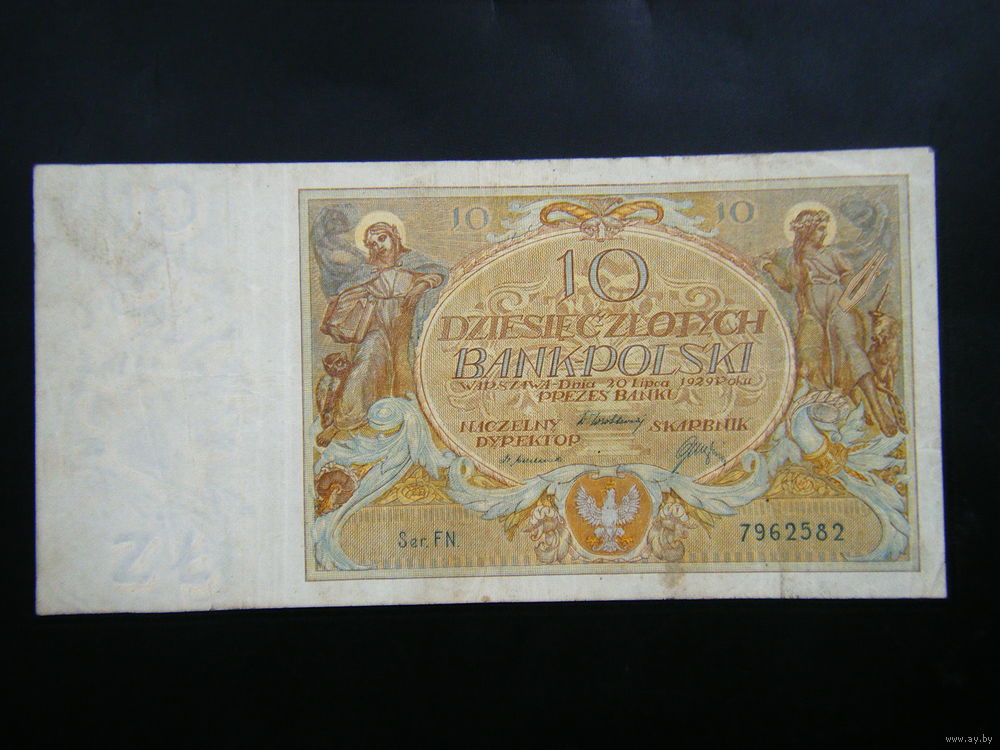 10 10
10
DZIESIĘĆ ZŁOTYCH
BANK POLSKI
WARSZAWA-Dnia 20 Lipca 1929 Roku
PREZES BANKU
NACZELNY SKARBNIK
DYREKTOR
Ser. FN. 7962582
www.ay.by